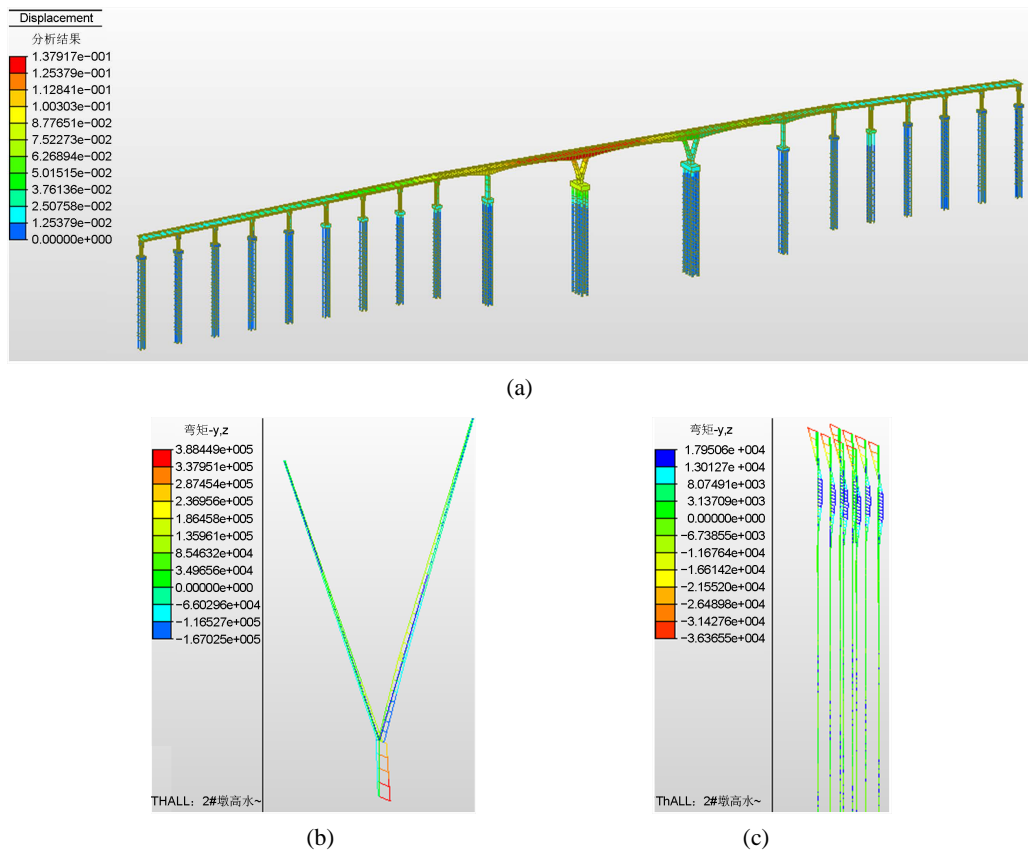 Displacement
分析结果
1.37917e-001
1.25379e-001
1.12841e-001
1.00303e-001
8.77651e-002
7.52273e-002
6.26894e-002
5.01515e-002
3.76136e-002
2.50758e-002
1.25379e-002
0.00000e+000
(a)
弯矩-y,z
3.88449e+005
3.37951e+005
2.87454e+005
2.36956e+005
1.86458e+005
1.35961e+005
8.54632e+004
3.49656e+004
0.00000e+000
-6.60296e+004
-1.16527e+005
-1.67025e+005
THALL: 2#墩高水~
(b)
弯矩-y,z
1.79506e +004
1.30127e +004
8.07491e+003
3.13709e+003
0.00000e+000
-6.73855e+003
-1.16764e+004
-1.66142e+004
-2.15520e+004
-2.64898e+004
-3.14276e+004
-3.63655e+004
ThALL: 2#墩高水~
(c)